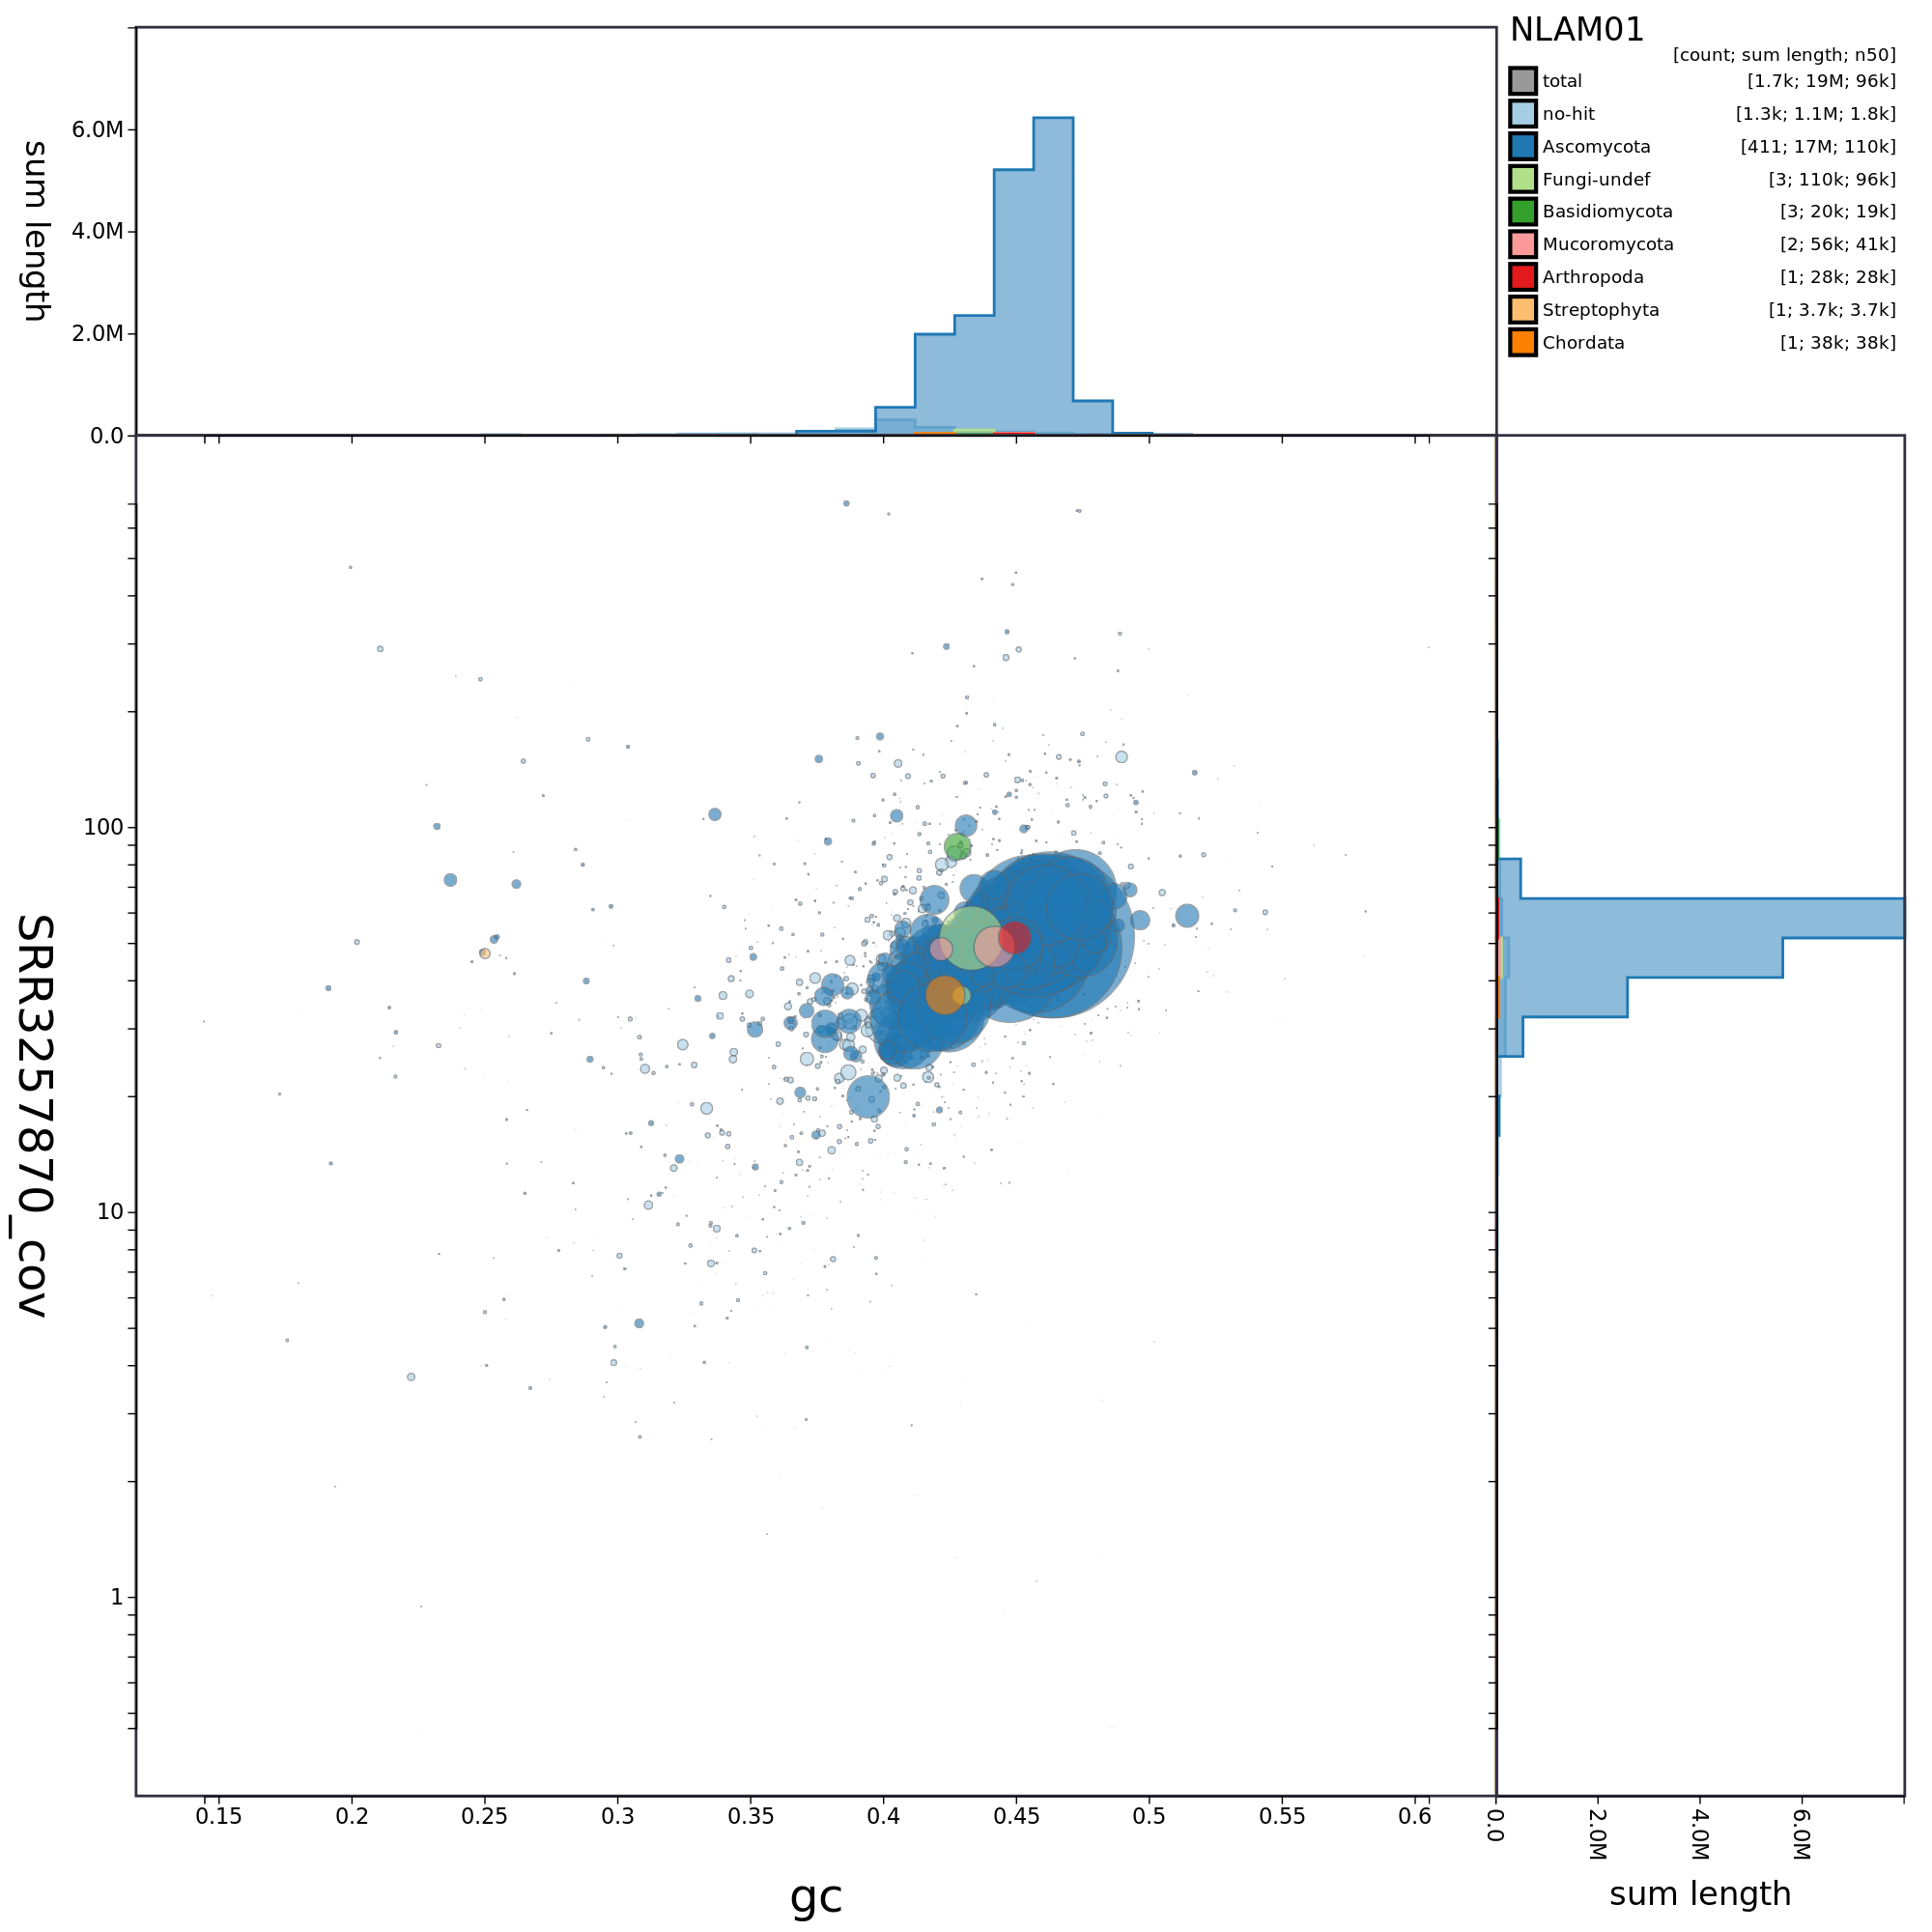 NLAM01
[count; sum length; n50]
total [1.7k; 19M; 96k]
no-hit [1.3k; 1.1M; 1.8k]
Ascomycota [411; 17M; 110k]
Fungi-undef [3; 110k; 96k]
Basidiomycota [3; 20k; 19k]
Mucoromycota [2; 56k; 41k]
Arthropoda [1; 28k; 28k]
Streptophyta [1; 3.7k; 3.7k]
Chordata [1; 38k; 38k]
sum length
6.0M
4.0M
2.0M
0.0
SRR3257870_cov
100
10
1
0.15 0.2 0.25 0.3 0.35 0.4 0.45 0.5 0.55 0.6
gc
0.0 2.0M 4.0M 6.0M
sum length